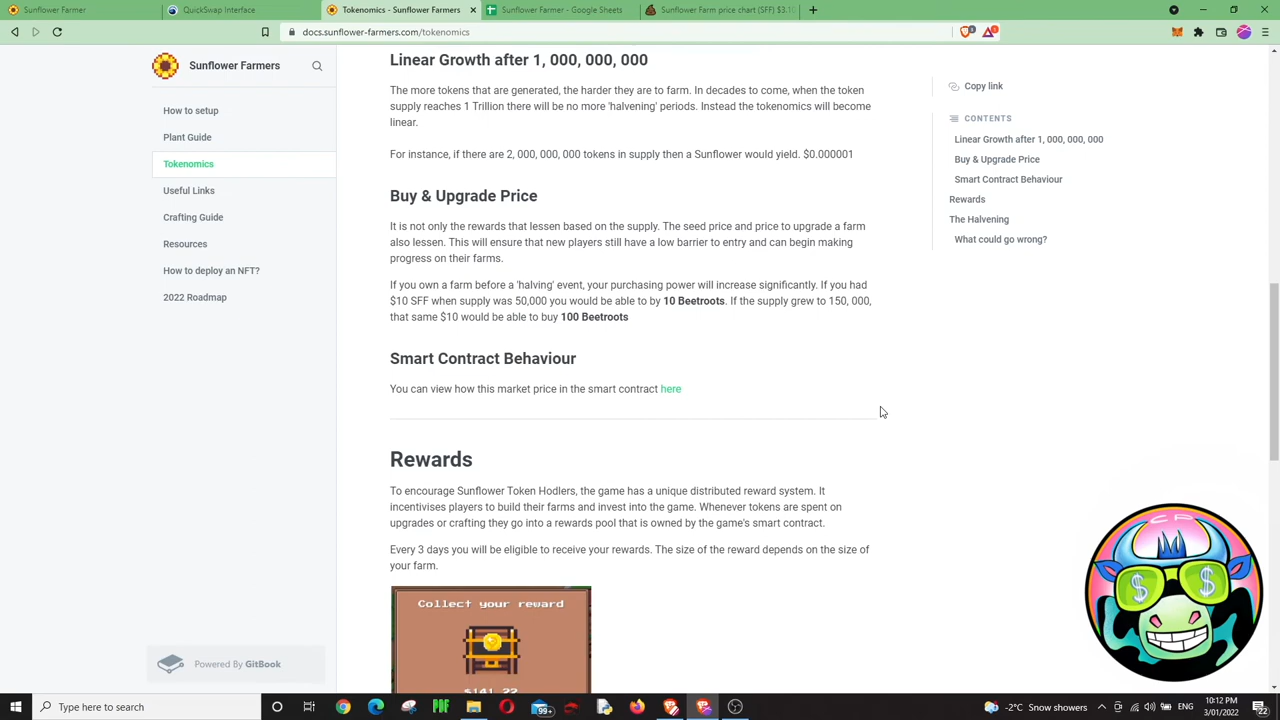 Sunflower Farmer
QuickSwap Interface
Tokenomics - Sunflower Farmers
Sunflower Farmer - Google Sheets
Sunflower Farm price chart (SFF) $3.1
docs.sunflower-farmers.com/tokenomics
Sunflower Farmers
How to setup
Plant Guide
Tokenomics
Useful Links
Crafting Guide
Resources
How to deploy an NFT?
2022 Roadmap
Powered By GitBook
Linear Growth after 1, 000, 000, 000
The more tokens that are generated, the harder they are to farm. In decades to come, when the token
supply reaches 1 Trillion there will be no more 'halvening' periods. Instead the tokenomics will become
linear.
For instance, if there are 2, 000, 000, 000 tokens in supply then a Sunflower would yield. $0.000001
Buy & Upgrade Price
It is not only the rewards that lessen based on the supply. The seed price and price to upgrade a farm
also lessen. This will ensure that new players still have a low barrier to entry and can begin making
progress on their farms.
If you own a farm before a 'halving' event, your purchasing power will increase significantly. If you had
$10 SFF when supply was 50,000 you would be able to by 10 Beetroots. If the supply grew to 150, 000,
that same $10 would be able to buy 100 Beetroots
Smart Contract Behaviour
You can view how this market price in the smart contract here
Rewards
To encourage Sunflower Token Hodlers, the game has a unique distributed reward system. It
incentivises players to build their farms and invest into the game. Whenever tokens are spent on
upgrades or crafting they go into a rewards pool that is owned by the game's smart contract.
Every 3 days you will be eligible to receive your rewards. The size of the reward depends on the size of
your farm.
Collect your reward
$141.22
Copy link
CONTENTS
Linear Growth after 1, 000, 000, 000
Buy & Upgrade Price
Smart Contract Behaviour
Rewards
The Halvening
What could go wrong?
C P
$ $
Type here to search
PDF
99+
-2°C Snow showers
ENG
10:12 PM
3/01/2022
22